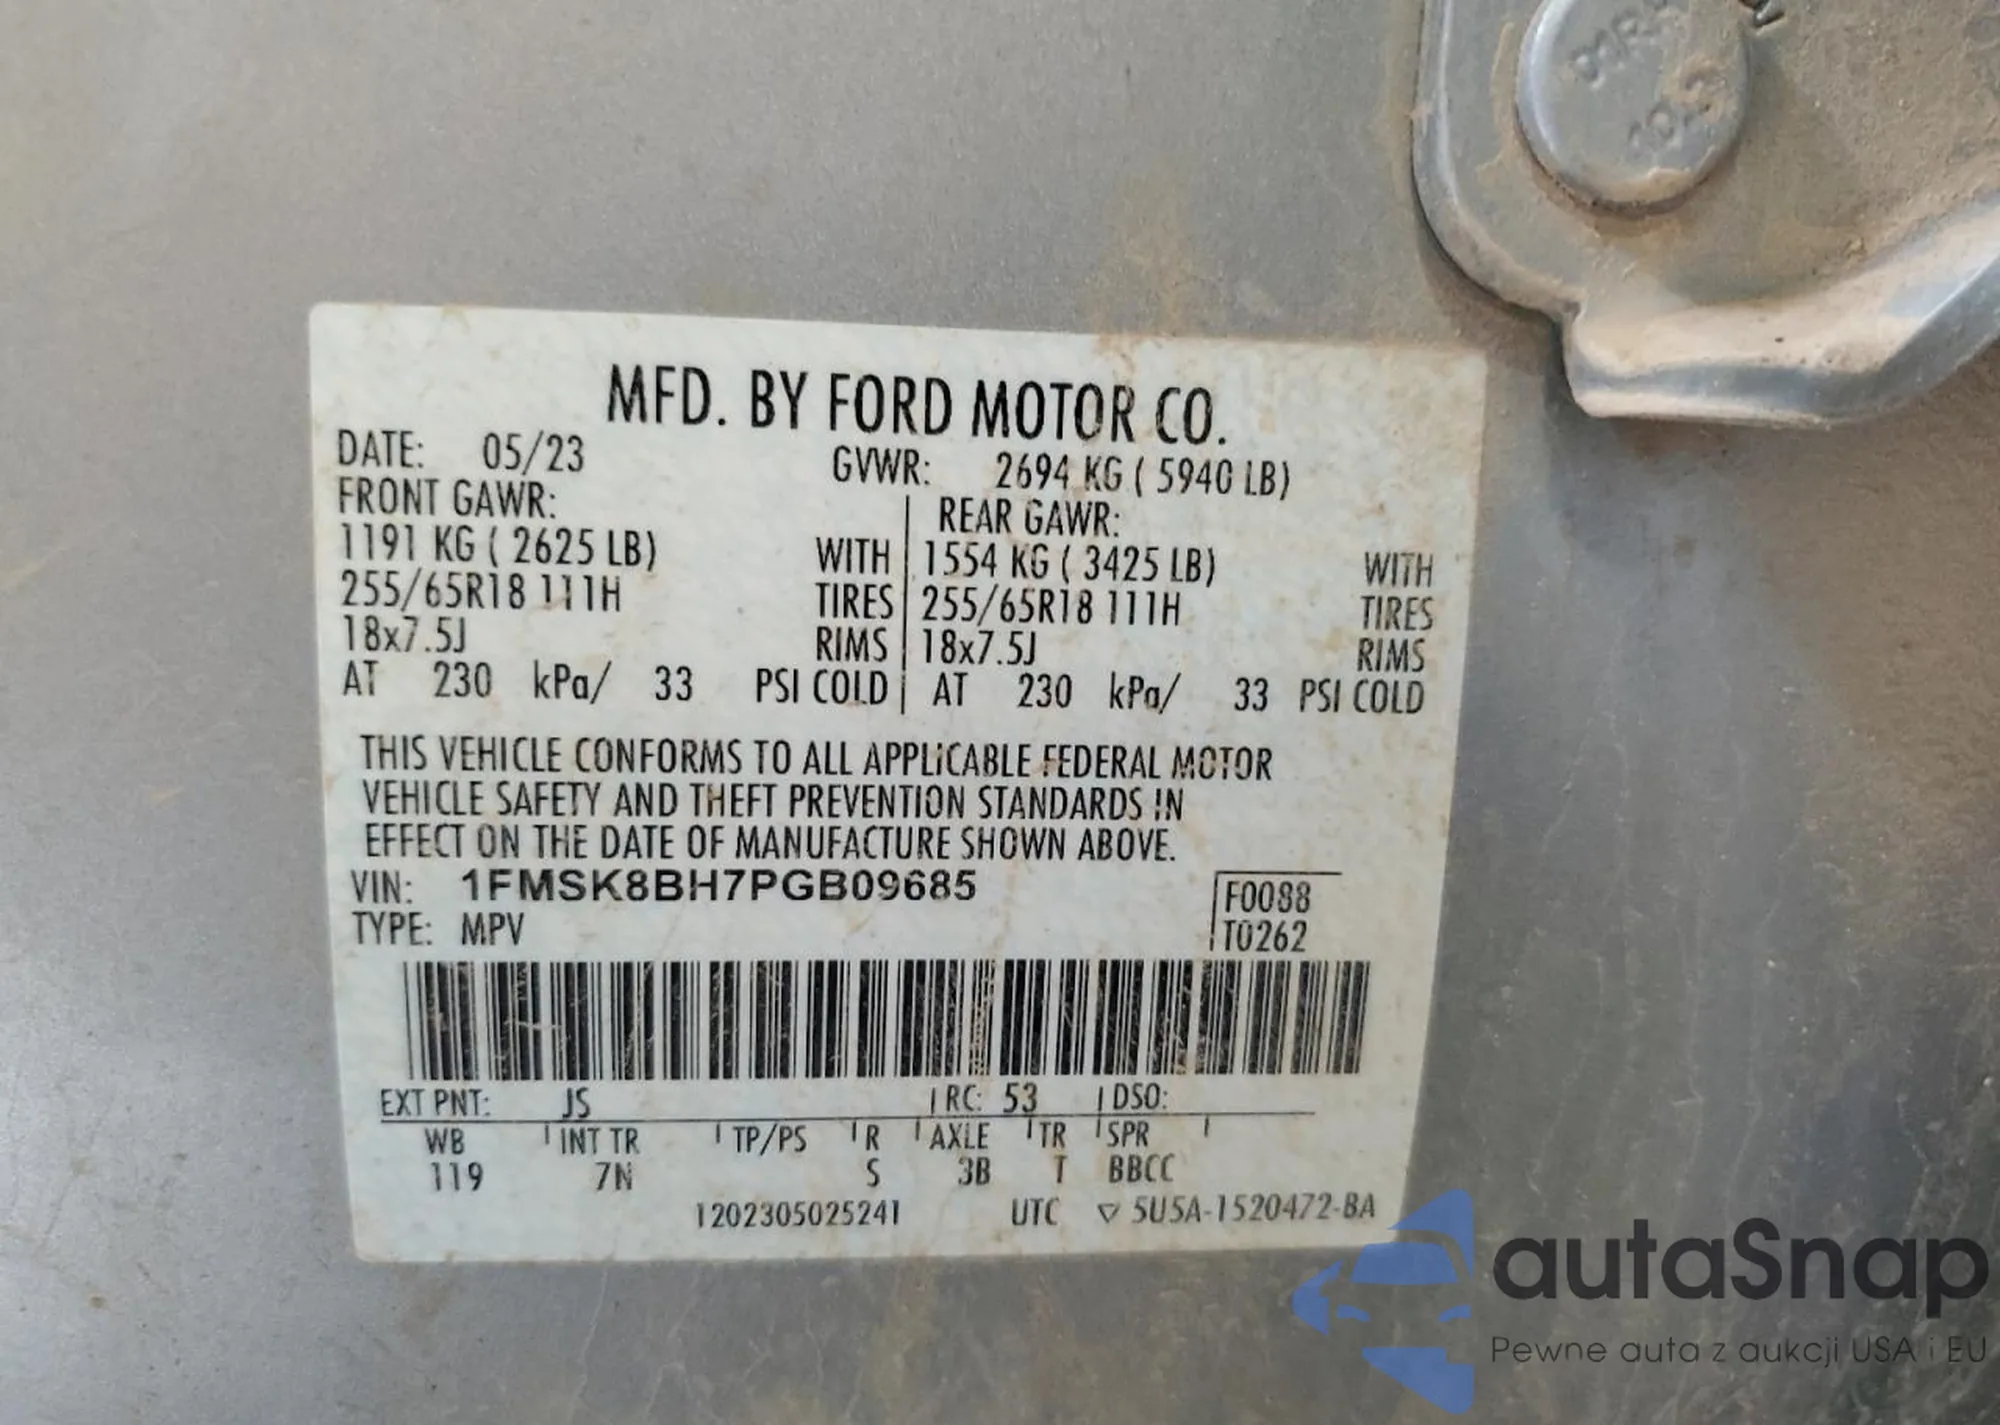 MFD. BY FORD MOTOR CO.
DATE: 05/23 GVWR: 2694 KG ( 5940 LB)
FRONT GAWR: REAR GAWR:
1191 KG ( 2625 LB) WITH 1554 KG ( 3425 LB) WITH
255/65R18 111H TIRES 255/65R18 111H TIRES
18x7.5J RIMS 18x7.5J RIMS
AT 230 kPa/ 33 PSI COLD AT 230 kPa/ 33 PSI COLD
THIS VEHICLE CONFORMS TO ALL APPLICABLE FEDERAL MOTOR
VEHICLE SAFETY AND THEFT PREVENTION STANDARDS IN
EFFECT ON THE DATE OF MANUFACTURE SHOWN ABOVE.
VIN: 1FMSK8BH7PGB09685 F0088
TYPE: MPV T0262
EXT PNT: JS RC: 53 DSO:
WB INT TR TP/PS R AXLE TR SPR
119 7N S 3B T BBCC
1202305025241 UTC ▽ 5U5A-1520472-BA
autaSnap
Pewne auta z aukcji USA i EU
10.3